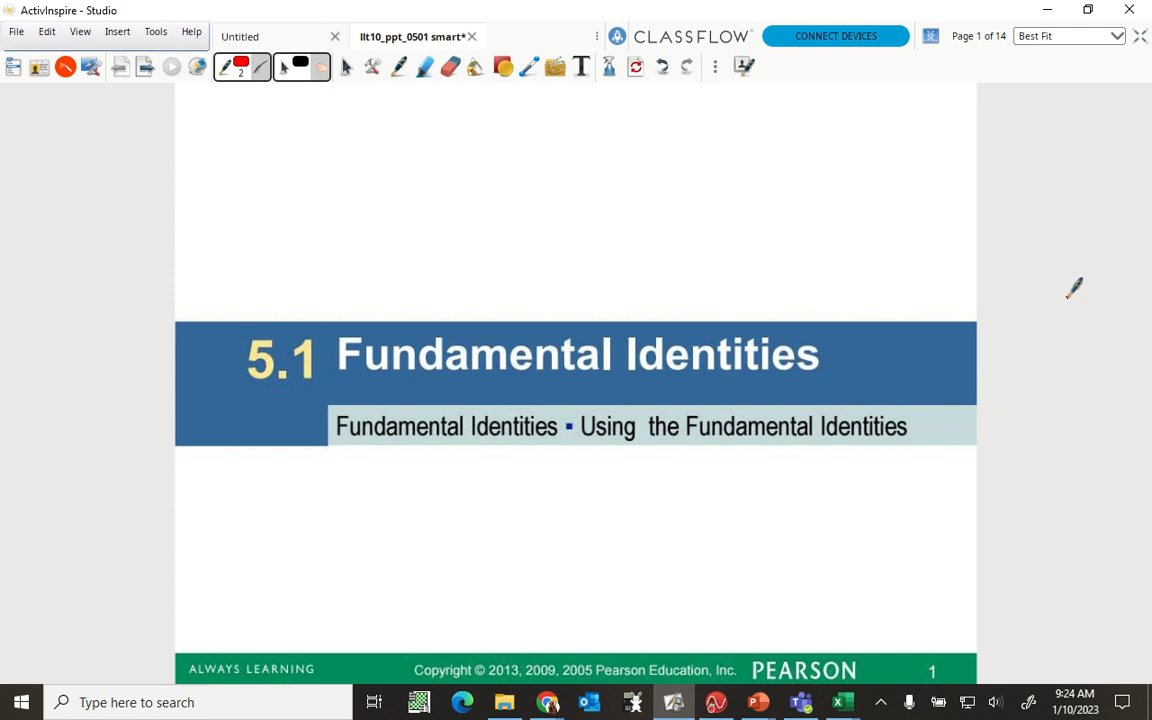 ActivInspire - Studio
File Edit View Insert Tools Help
Untitled
llt10_ppt_0501 smart*
CLASSFLOW
CONNECT DEVICES
Page 1 of 14
Best Fit
2
T
5.1 Fundamental Identities
Fundamental Identities ▪ Using the Fundamental Identities
ALWAYS LEARNING
Copyright © 2013, 2009, 2005 Pearson Education, Inc.
PEARSON
1
Type here to search
9:24 AM
1/10/2023